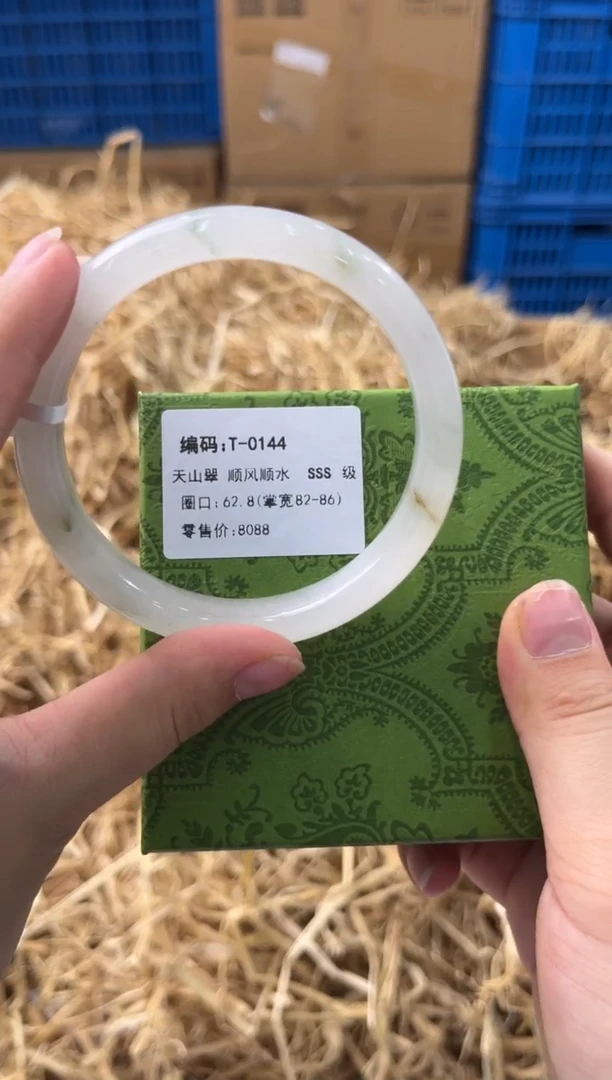 编码:T-0144
天山翠 顺风顺水 SSS 级
圈口:62.8(掌宽82-86)
零售价:8088